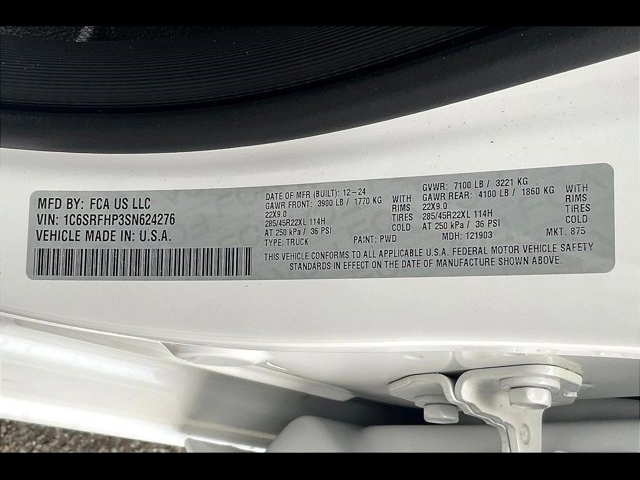 MFD BY: FCA US LLC
VIN: 1C6SRFHP3SN624276
VEHICLE MADE IN: U.S.A.
DATE OF MFR (BUILT): 12-24
GAWR FRONT: 3900 LB / 1770 KG
22X9.0 RIMS
285/45R22XL 114H TIRES
AT 250 kPa / 36 PSI COLD
TYPE: TRUCK PAINT: PWD
GVWR: 7100 LB / 3221 KG
GAWR REAR: 4100 LB / 1860 KG
22X9.0 RIMS
285/45R22XL 114H TIRES
AT 250 kPa / 36 PSI COLD
MDH: 121903 MKT: 875
THIS VEHICLE CONFORMS TO ALL APPLICABLE U.S.A. FEDERAL MOTOR VEHICLE SAFETY
STANDARDS IN EFFECT ON THE DATE OF MANUFACTURE SHOWN ABOVE.